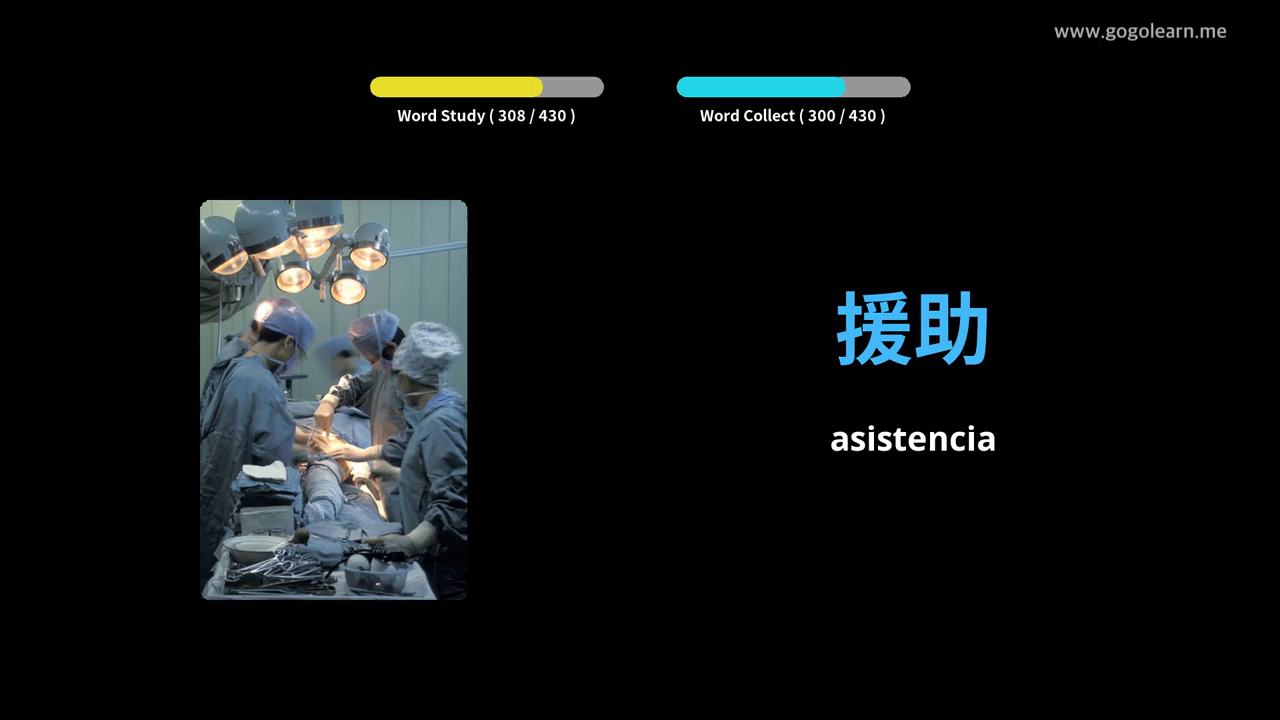 www.gogolearn.me
Word Study ( 308 / 430 )
Word Collect ( 300 / 430 )
援助
asistencia